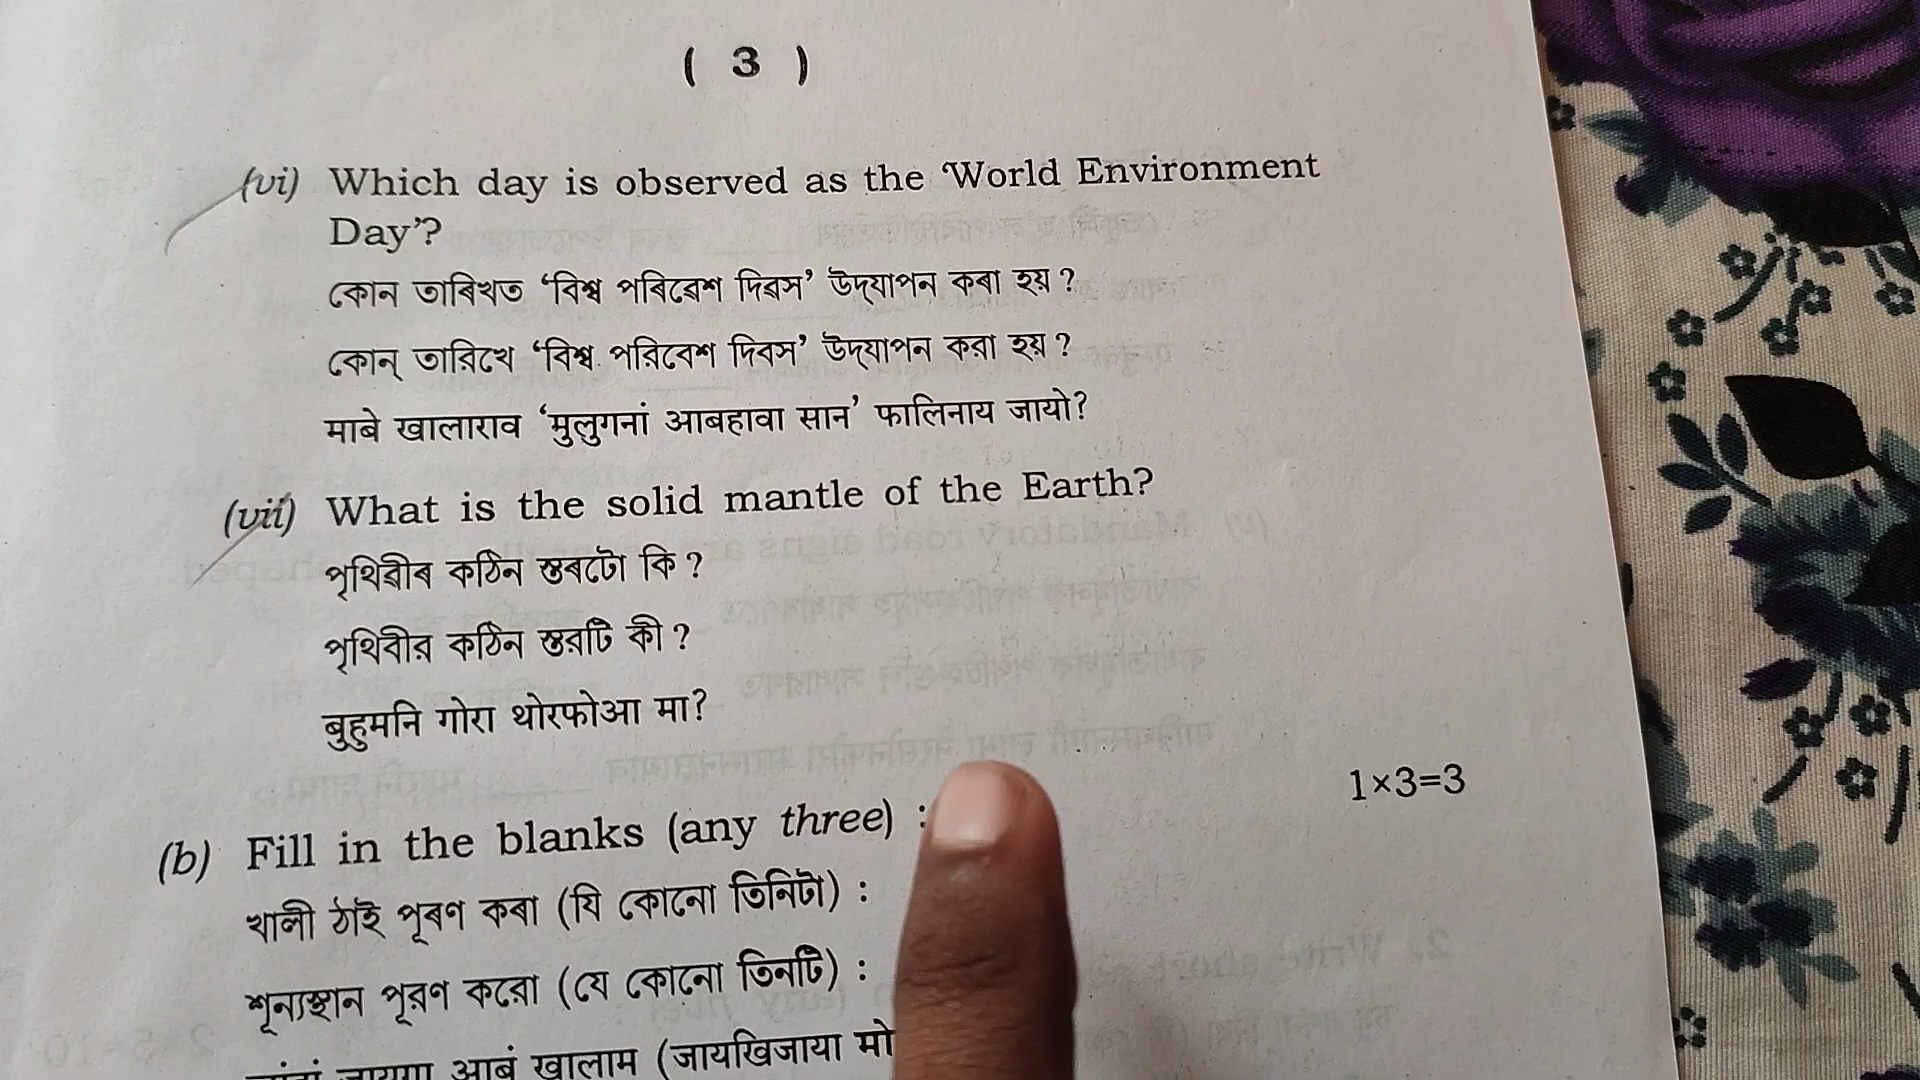 ( 3 )
(vi) Which day is observed as the ‘World Environment
Day’?
কোন তাৰিখত ‘বিশ্ব পৰিৱেশ দিৱস’ উদ্‌যাপন কৰা হয় ?
কোন্ তারিখে ‘বিশ্ব পরিবেশ দিবস’ উদ্‌যাপন করা হয় ?
माबे खालाराव ‘मुलुगनां आबहावा सान’ फालिनाय जायो?
(vii) What is the solid mantle of the Earth?
পৃথিৱীৰ কঠিন স্তৰটো কি ?
পৃথিবীর কঠিন স্তরটি কী ?
बुहुमनि गोरा थोरफोआ मा?
(b) Fill in the blanks (any three) : 1×3=3
খালী ঠাই পূৰণ কৰা (যি কোনো তিনিটা) :
শূন্যস্থান পূরণ করো (যে কোনো তিনটি) :
आबं खालाम (जायखिजाया